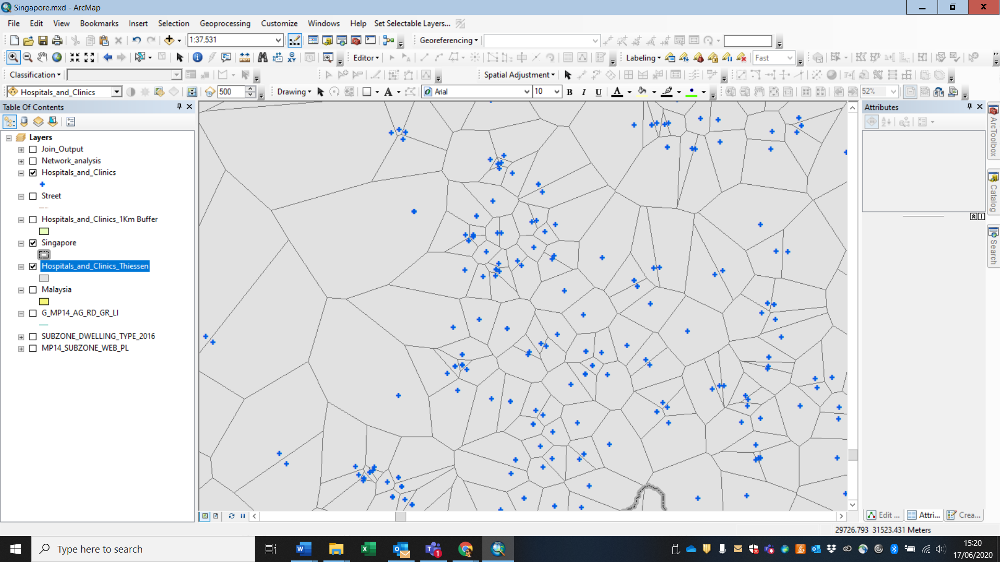 Singapore.mxd - ArcMap
File Edit View Bookmarks Insert Selection Geoprocessing Customize Windows Help Set Selectable Layers...
1:37,531 Georeferencing
Editor Labeling Fast
Classification Spatial Adjustment
Hospitals_and_Clinics 500 Drawing A Arial 10 B I U A 52%
Table Of Contents
Attributes
Layers
Join_Output
Network_analysis
Hospitals_and_Clinics
Street
Hospitals_and_Clinics_1Km Buffer
Singapore
Hospitals_and_Clinics_Thiessen
Malaysia
G_MP14_AG_RD_GR_LI
SUBZONE_DWELLING_TYPE_2016
MP14_SUBZONE_WEB_PL
ArcToolbox
Catalog
Search
Edit ... Attri... Crea...
29726.793 31523.431 Meters
Type here to search
1
15:20
17/06/2020